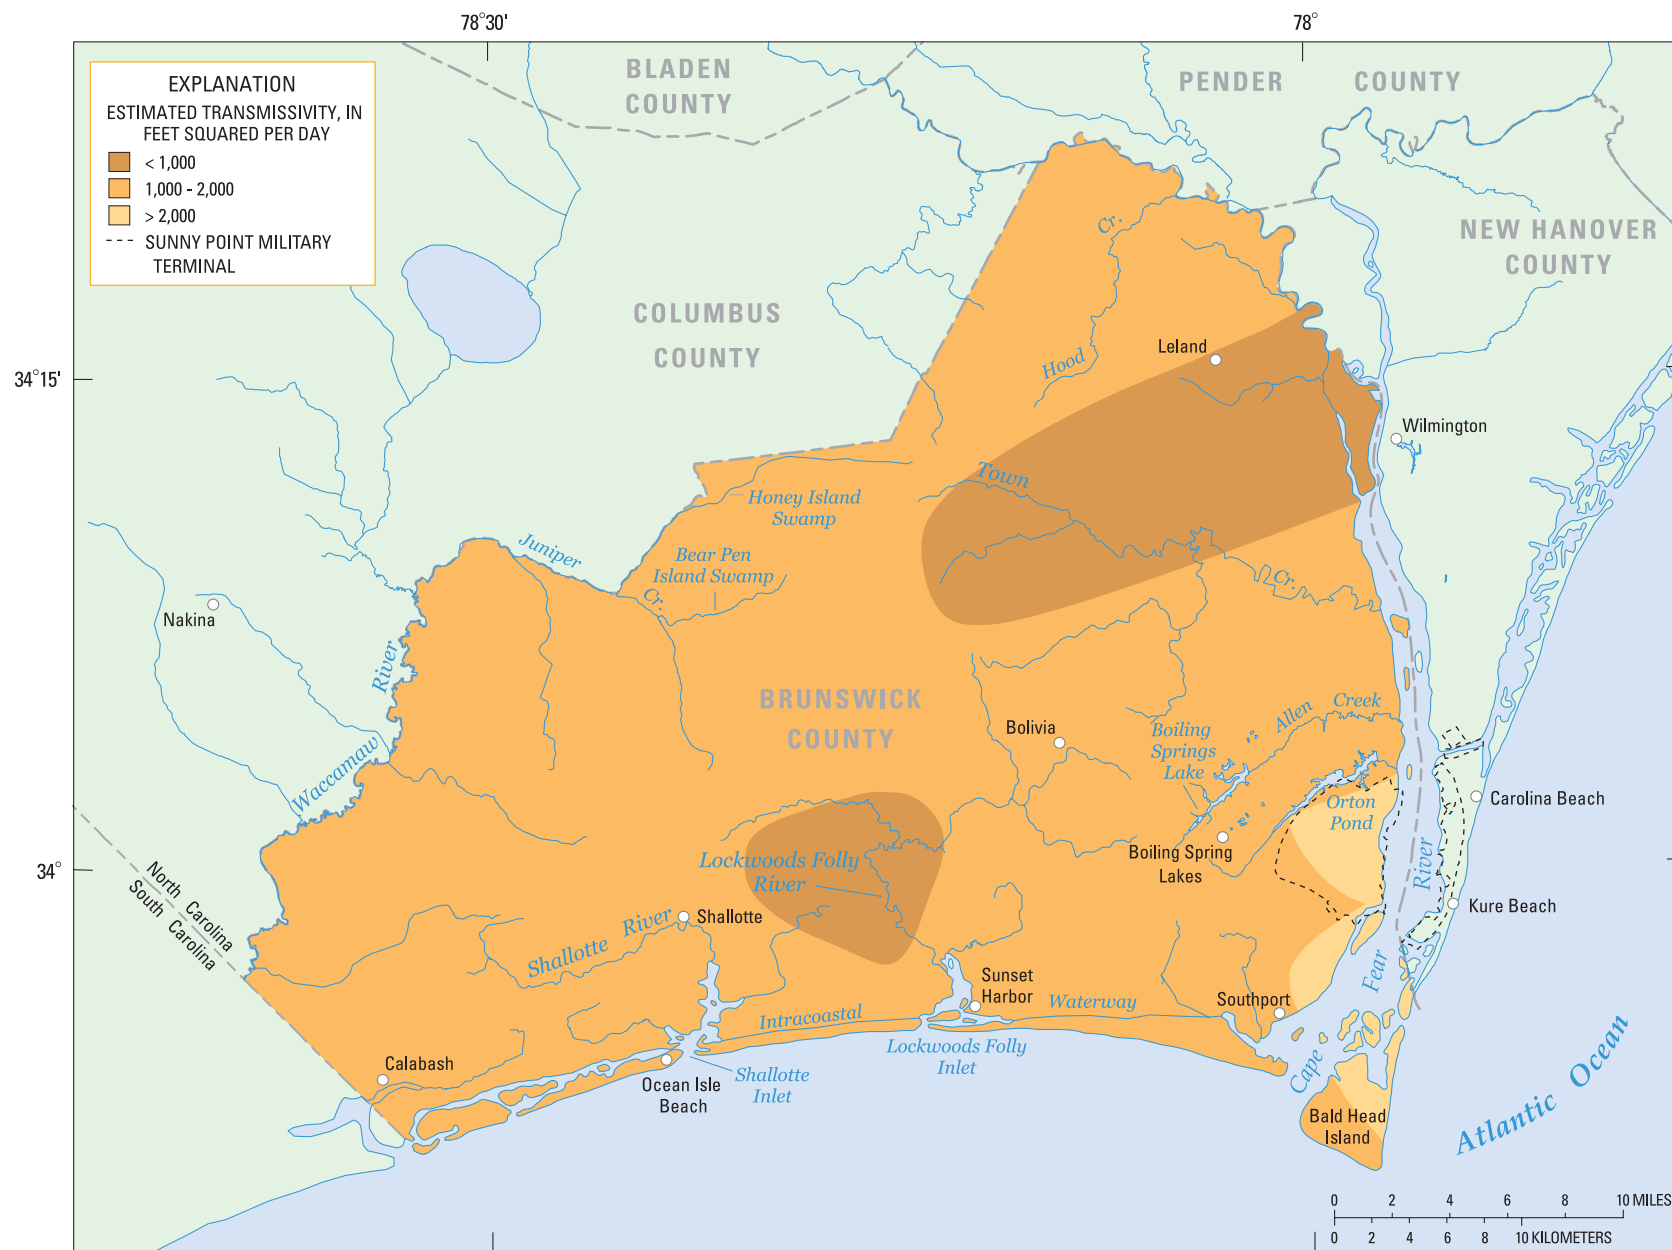 78°30'
78°
EXPLANATION
ESTIMATED TRANSMISSIVITY, IN
FEET SQUARED PER DAY
< 1,000
1,000 - 2,000
> 2,000
SUNNY POINT MILITARY
TERMINAL
BLADEN
COUNTY
PENDER COUNTY
NEW HANOVER
COUNTY
COLUMBUS
COUNTY
Cr.
Hood
Leland
34°15'
Wilmington
Town
Honey Island
Swamp
Juniper
Bear Pen
Island Swamp
Cr.
Cr.
Nakina
River
Waccamaw
BRUNSWICK
COUNTY
Bolivia
Boiling
Springs
Lake
Allen Creek
Orton
Pond
Carolina Beach
Boiling Spring
Lakes
34°
North Carolina
South Carolina
Lockwoods Folly
River
River
Kure Beach
Shallotte
Shallotte River
Fear
Sunset
Harbor
Southport
Intracoastal
Waterway
Lockwoods Folly
Inlet
Calabash
Ocean Isle
Beach
Shallotte
Inlet
Cape
Bald Head
Island
Atlantic Ocean
0 2 4 6 8 10 MILES
0 2 4 6 8 10 KILOMETERS